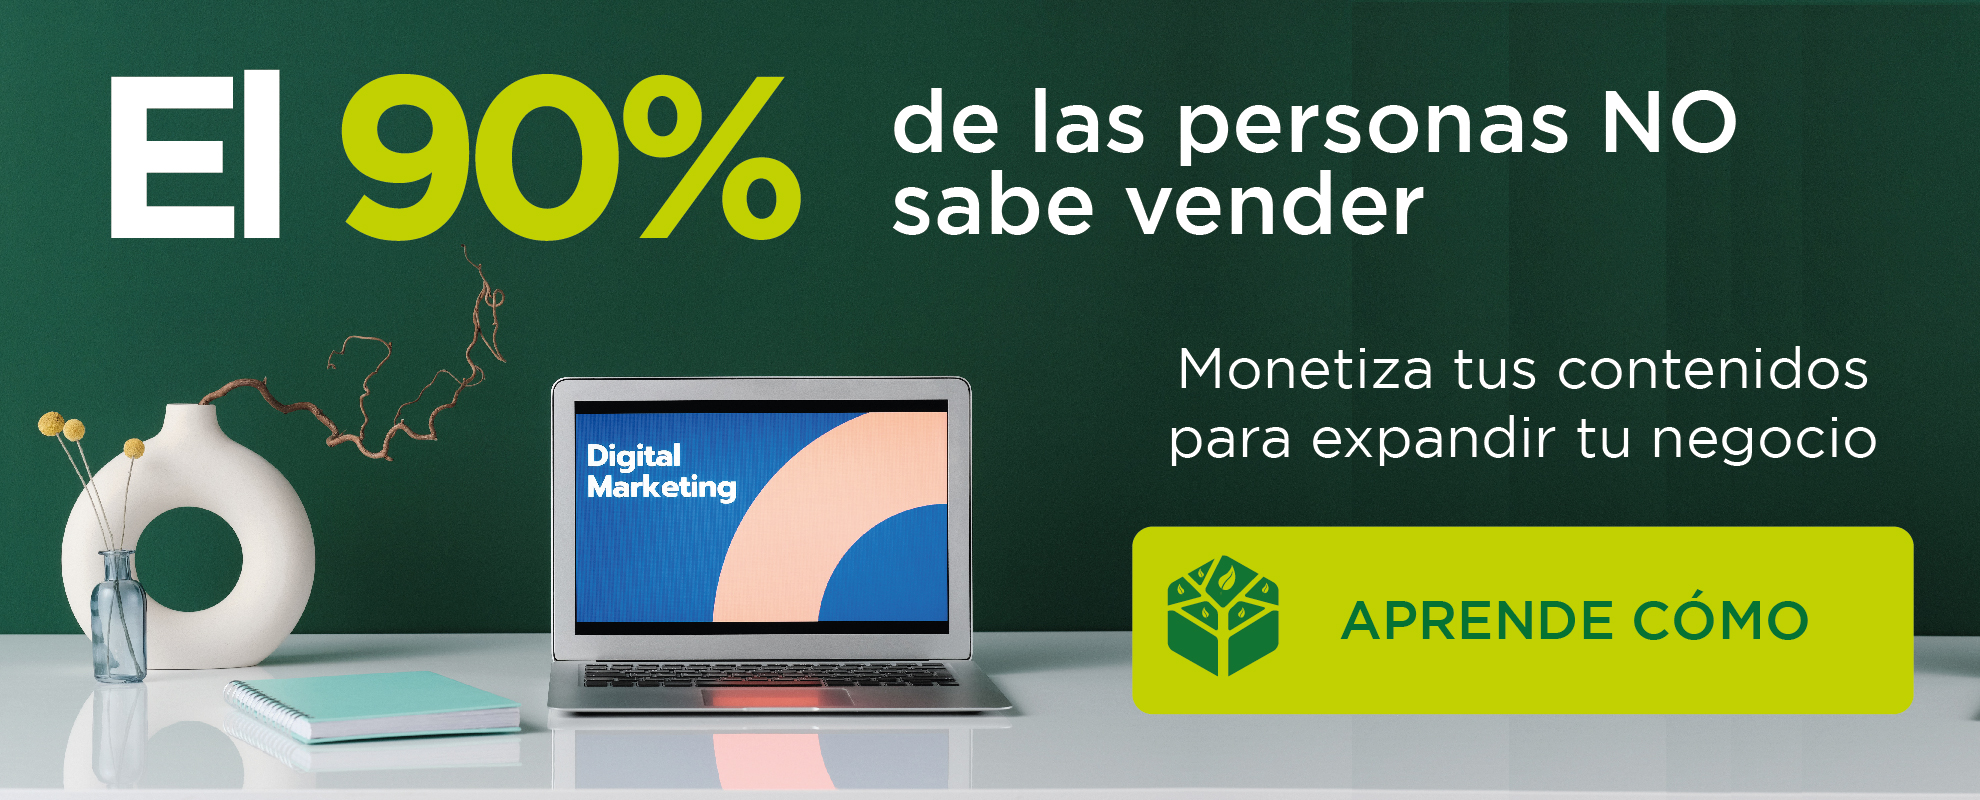 El 90%
de las personas NO
sabe vender
Monetiza tus contenidos
para expandir tu negocio
Digital
Marketing
APRENDE CÓMO